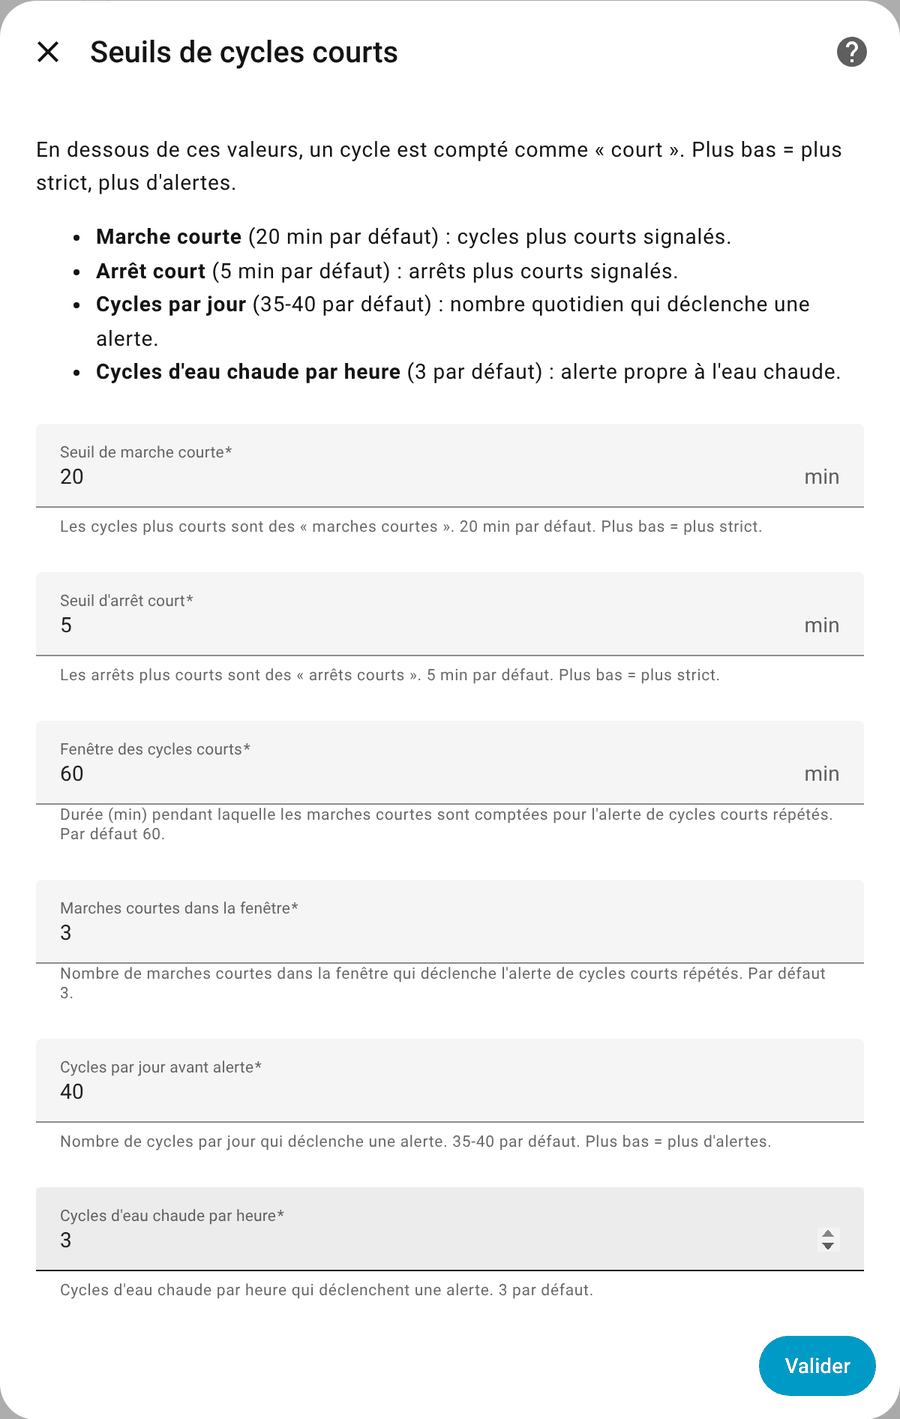 Seuils de cycles courts
?
En dessous de ces valeurs, un cycle est compté comme « court ». Plus bas = plus
strict, plus d'alertes.
• Marche courte (20 min par défaut) : cycles plus courts signalés.
• Arrêt court (5 min par défaut) : arrêts plus courts signalés.
• Cycles par jour (35-40 par défaut) : nombre quotidien qui déclenche une
alerte.
• Cycles d'eau chaude par heure (3 par défaut) : alerte propre à l'eau chaude.
Seuil de marche courte*
20 min
Les cycles plus courts sont des « marches courtes ». 20 min par défaut. Plus bas = plus strict.
Seuil d'arrêt court*
5 min
Les arrêts plus courts sont des « arrêts courts ». 5 min par défaut. Plus bas = plus strict.
Fenêtre des cycles courts*
60 min
Durée (min) pendant laquelle les marches courtes sont comptées pour l'alerte de cycles courts répétés.
Par défaut 60.
Marches courtes dans la fenêtre*
3
Nombre de marches courtes dans la fenêtre qui déclenche l'alerte de cycles courts répétés. Par défaut
3.
Cycles par jour avant alerte*
40
Nombre de cycles par jour qui déclenche une alerte. 35-40 par défaut. Plus bas = plus d'alertes.
Cycles d'eau chaude par heure*
3
Cycles d'eau chaude par heure qui déclenchent une alerte. 3 par défaut.
Valider